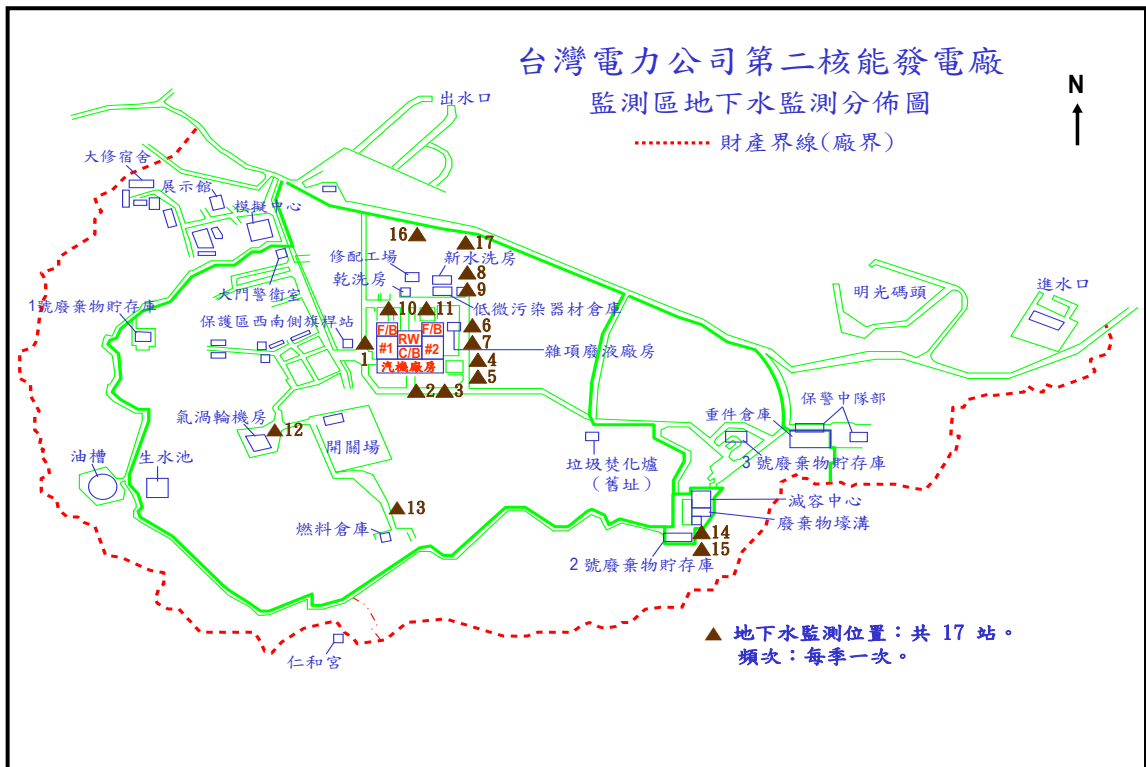 台灣電力公司第二核能發電廠
監測區地下水監測分佈圖
財產界線(廠界)
N
出水口
大修宿舍
展示館
模擬中心
16
17
修配工場
新水洗房
8
乾洗房
9
大門警衛室
明光碼頭
進水口
1號廢棄物貯存庫
10
11
低微污染器材倉庫
保護區西南側旗桿站
F/B
F/B
6
RW
#1
#2
7
C/B
雜項廢液廠房
1
汽機廠房
4
5
2
3
氣渦輪機房
12
開關場
重件倉庫
保警中隊部
油槽
生水池
垃圾焚化爐
(舊址)
3號廢棄物貯存庫
減容中心
13
廢棄物壕溝
燃料倉庫
14
15
2號廢棄物貯存庫
仁和宮
地下水監測位置：共 17 站。
頻次：每季一次。